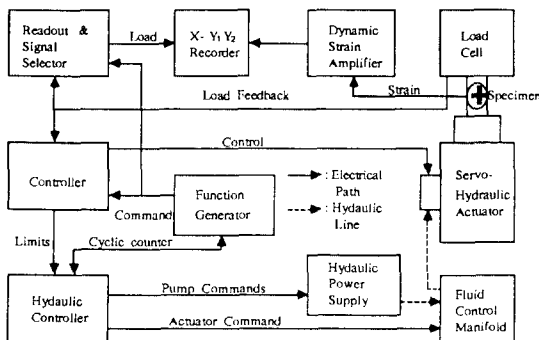 Readout &
Signal
Selector
Load
X- Y1 Y2
Recorder
Dynamic
Strain
Amplifier
Load
Cell
Strain
Specimen
Load Feedback
Control
Controller
Command
Function
Generator
: Electrical
Path
: Hydaulic
Line
Servo-
Hydraulic
Actuator
Limits
Cyclic counter
Hydaulic
Controller
Pump Commands
Hydaulic
Power
Supply
Actuator Command
Fluid
Control
Manifold